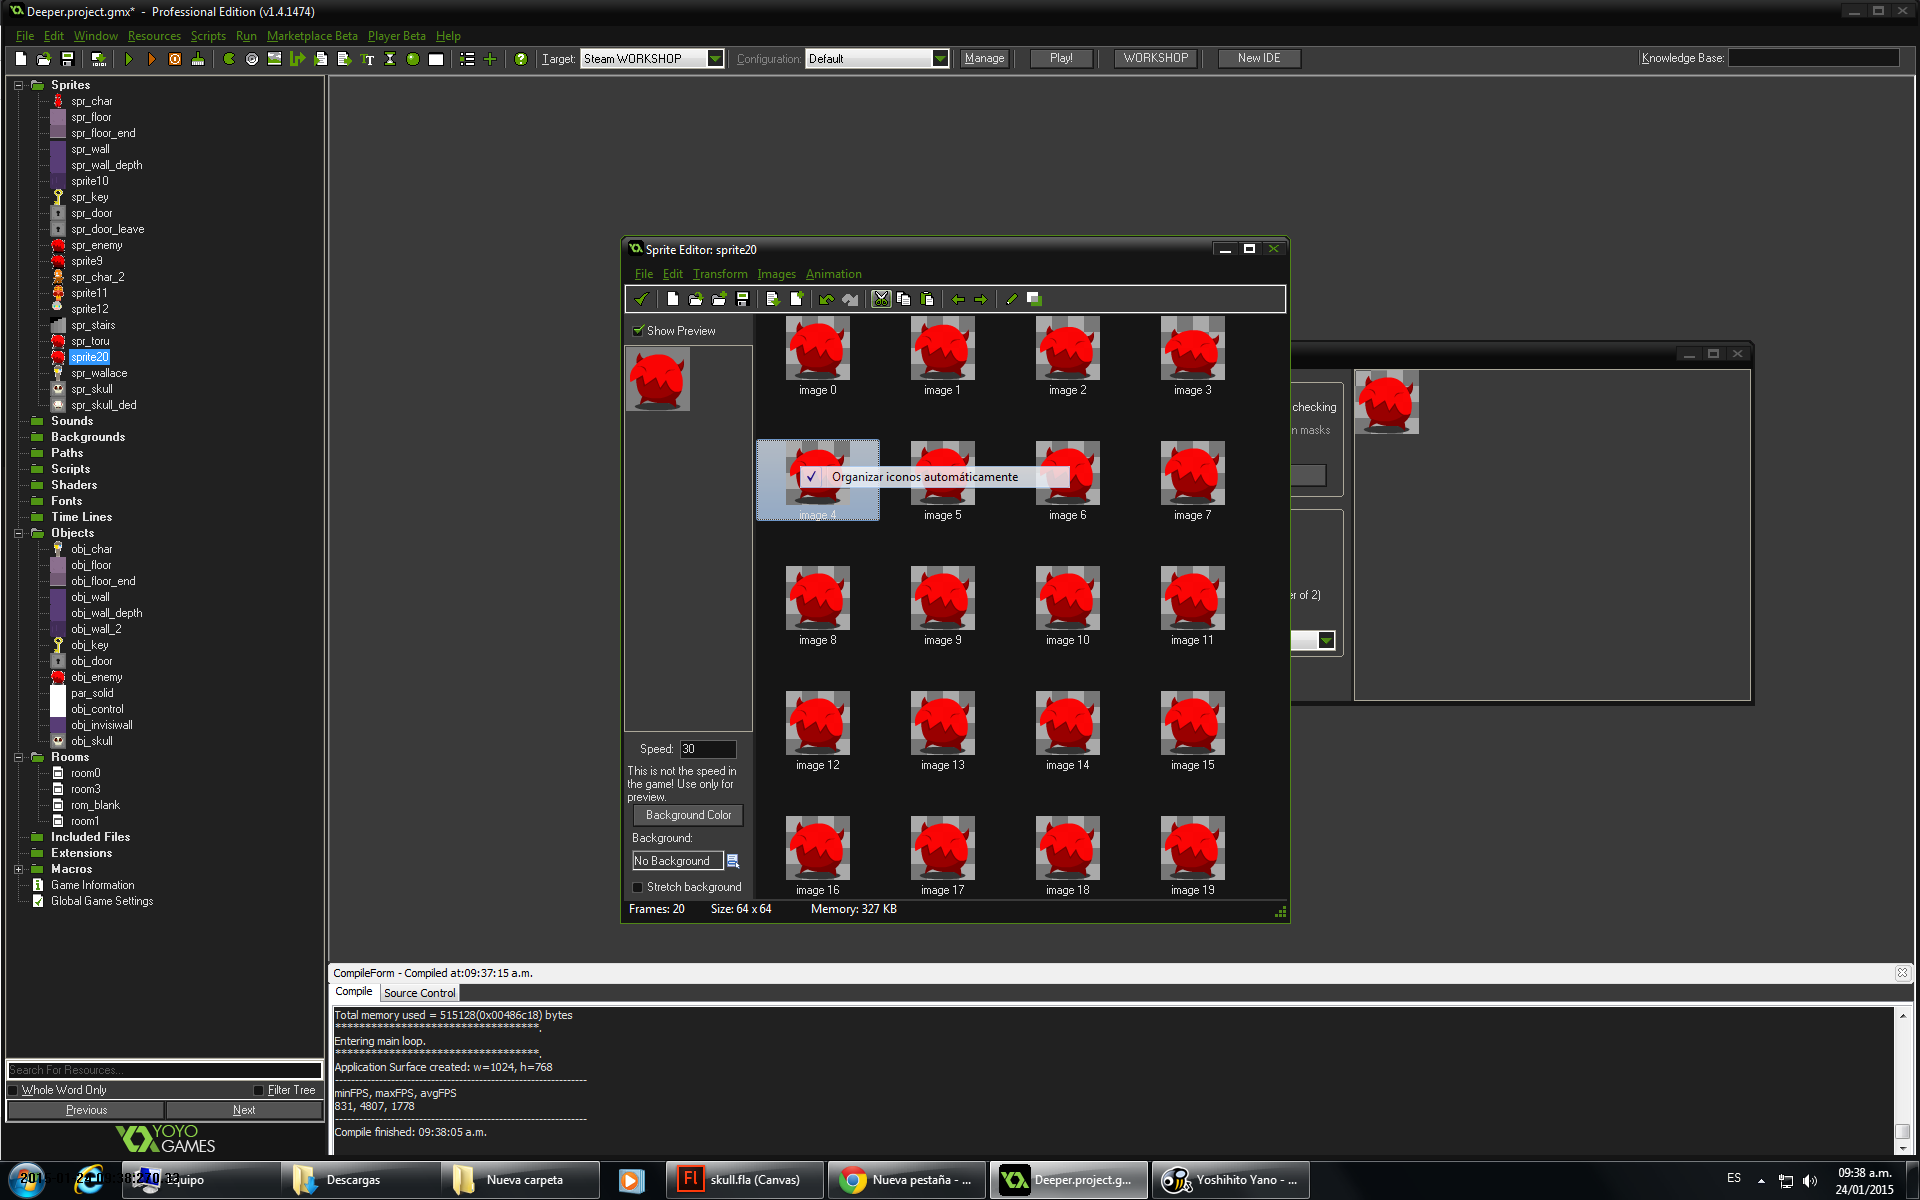 Deeper.project.gmx* - Professional Edition (v1.4.1474)
File Edit Window Resources Scripts Run Marketplace Beta Player Beta Help
Target: Steam WORKSHOP Configuration: Default Manage Play! WORKSHOP New IDE Knowledge Base:
Sprites
spr_char
spr_floor
spr_floor_end
spr_wall
spr_wall_depth
sprite10
spr_key
spr_door
spr_door_leave
spr_enemy
sprite9
spr_char_2
sprite11
sprite12
spr_stairs
spr_toru
sprite20
spr_wallace
spr_skull
spr_skull_ded
Sounds
Backgrounds
Paths
Scripts
Shaders
Fonts
Time Lines
Objects
obj_char
obj_floor
obj_floor_end
obj_wall
obj_wall_depth
obj_wall_2
obj_key
obj_door
obj_enemy
par_solid
obj_control
obj_invisiwall
obj_skull
Rooms
room0
room3
rom_blank
room1
Included Files
Extensions
Macros
Game Information
Global Game Settings
Search For Resources...
Whole Word Only Filter Tree
Previous Next
YOYO
GAMES
Sprite Editor: sprite20
File Edit Transform Images Animation
Show Preview
image 0 image 1 image 2 image 3
Organizar iconos automáticamente
image 4 image 5 image 6 image 7
image 8 image 9 image 10 image 11
image 12 image 13 image 14 image 15
image 16 image 17 image 18 image 19
Speed: 30
This is not the speed in
the game! Use only for
preview.
Background Color
Background:
No Background
Stretch background
Frames: 20 Size: 64 x 64 Memory: 327 KB
checking
n masks
er of 2)
CompileForm - Compiled at:09:37:15 a.m.
Compile Source Control
Total memory used = 515128(0x00486c18) bytes
**********************************.
Entering main loop.
**********************************.
Application Surface created: w=1024, h=768
minFPS, maxFPS, avgFPS
831, 4807, 1778
Compile finished: 09:38:05 a.m.
Equipo Descargas Nueva carpeta Fl skull.fla (Canvas) Nueva pestaña - ... Deeper.project.g... Yoshihito Yano - ... ES
09:38 a.m.
24/01/2015